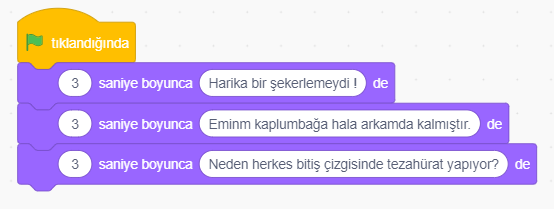 tıklandığında
3 saniye boyunca Harika bir şekerlemeydi ! de
3 saniye boyunca Eminm kaplumbağa hala arkamda kalmıştır. de
3 saniye boyunca Neden herkes bitiş çizgisinde tezahürat yapıyor? de